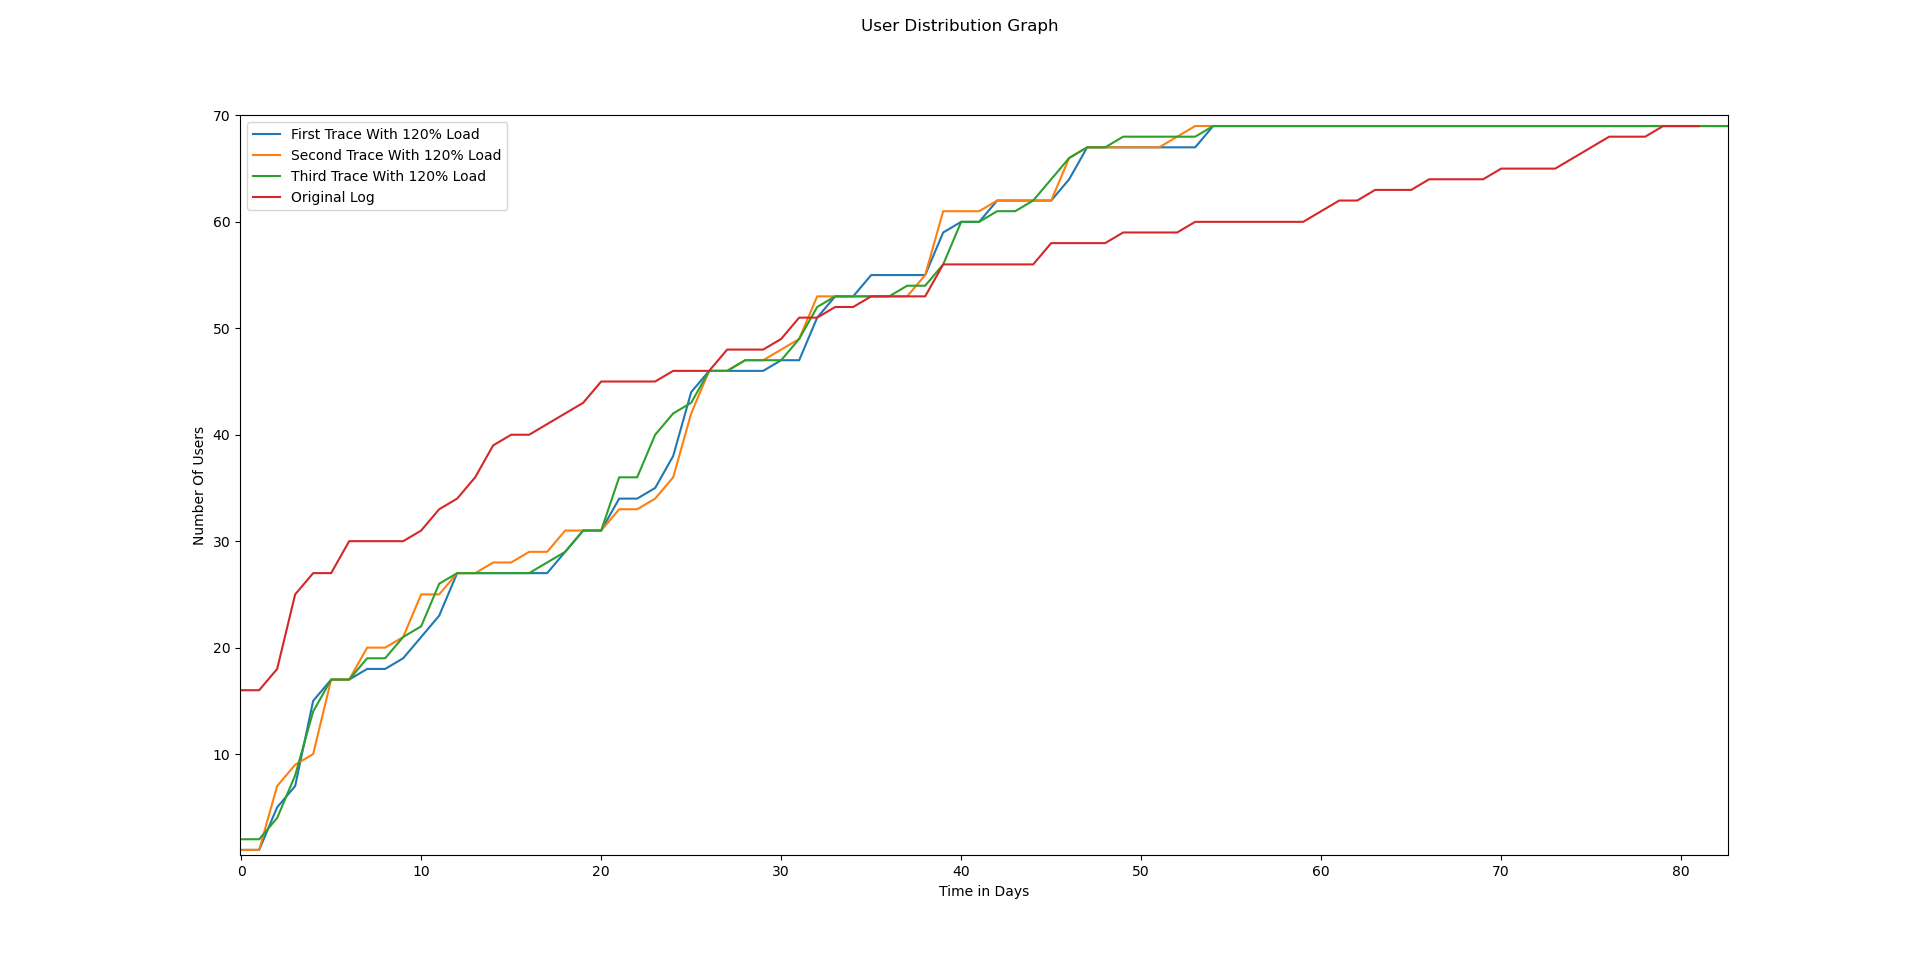 User Distribution Graph
70
60
50
40
30
20
10
Number Of Users
First Trace With 120% Load
Second Trace With 120% Load
Third Trace With 120% Load
Original Log
0 10 20 30 40 50 60 70 80
Time in Days